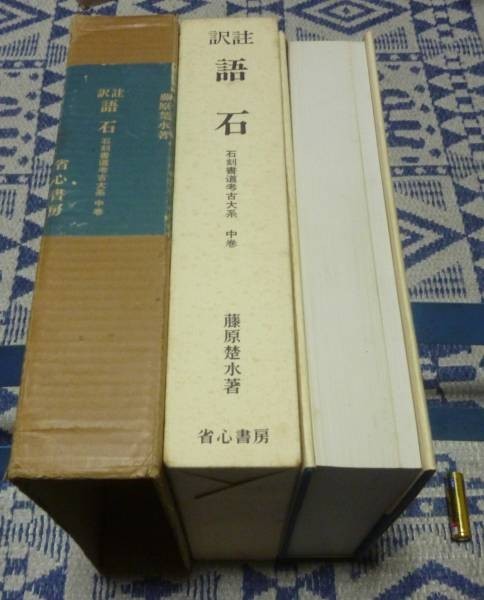 藤原楚水著
訳註
語石
石刻書道考古大系 中巻
省心書房
訳註
語石
石刻書道考古大系 中巻
藤原楚水著
省心書房